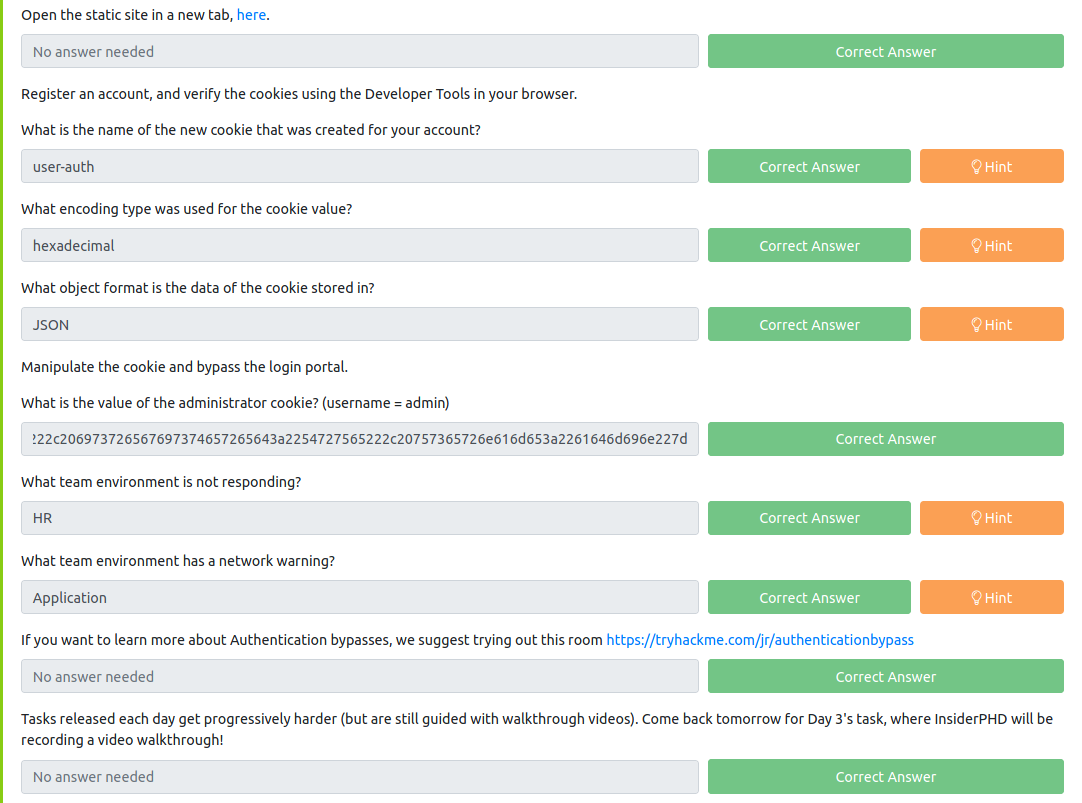 Open the static site in a new tab, here.
No answer needed
Correct Answer
Register an account, and verify the cookies using the Developer Tools in your browser.
What is the name of the new cookie that was created for your account?
user-auth
Correct Answer
Hint
What encoding type was used for the cookie value?
hexadecimal
Correct Answer
Hint
What object format is the data of the cookie stored in?
JSON
Correct Answer
Hint
Manipulate the cookie and bypass the login portal.
What is the value of the administrator cookie? (username = admin)
222c20697372656769737465726565643a2254727565222c20757365726e616d653a2261646d696e227d
Correct Answer
What team environment is not responding?
HR
Correct Answer
Hint
What team environment has a network warning?
Application
Correct Answer
Hint
If you want to learn more about Authentication bypasses, we suggest trying out this room https://tryhackme.com/jr/authenticationbypass
No answer needed
Correct Answer
Tasks released each day get progressively harder (but are still guided with walkthrough videos). Come back tomorrow for Day 3's task, where InsiderPHD will be
recording a video walkthrough!
No answer needed
Correct Answer